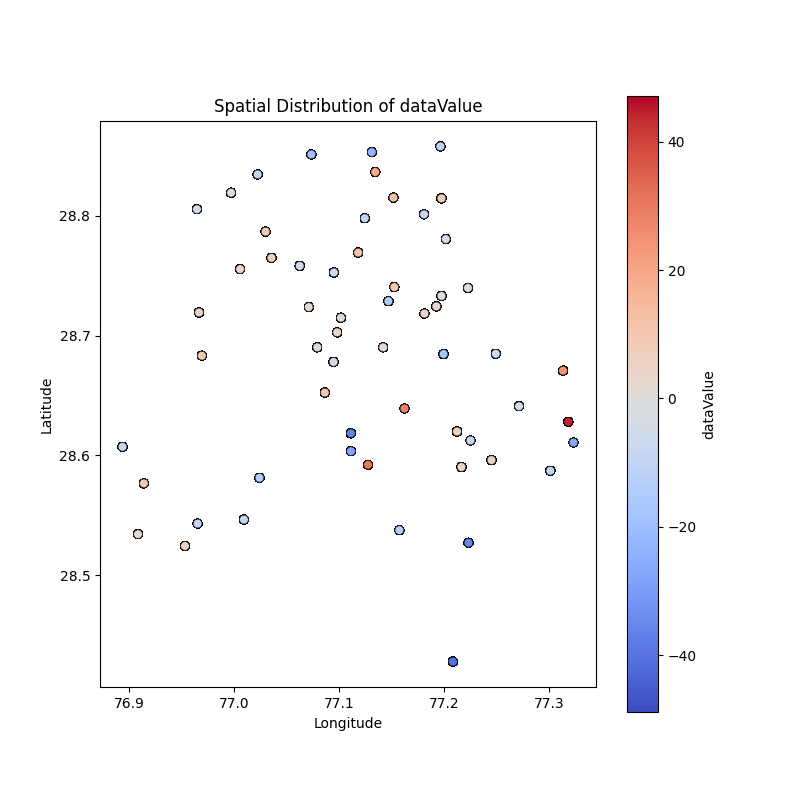 Spatial Distribution of dataValue
28.8
28.7
28.6
28.5
Latitude
76.9 77.0 77.1 77.2 77.3
Longitude
40
20
0
−20
−40
dataValue